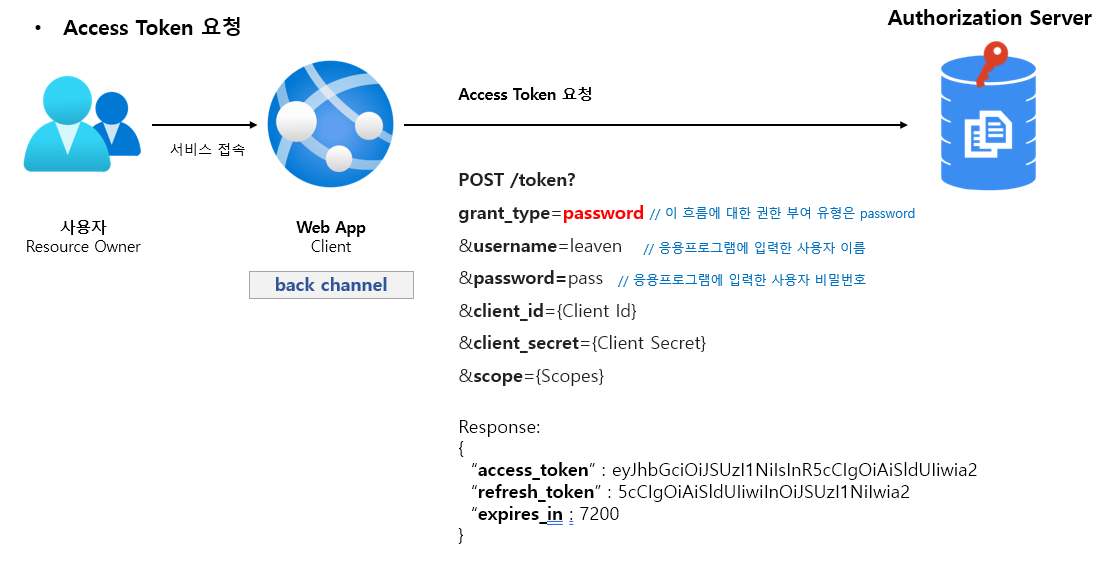 • Access Token 요청
Authorization Server
Access Token 요청
서비스 접속
사용자
Resource Owner
Web App
Client
back channel
POST /token?
grant_type=password // 이 흐름에 대한 권한 부여 유형은 password
&username=leaven // 응용프로그램에 입력한 사용자 이름
&password=pass // 응용프로그램에 입력한 사용자 비밀번호
&client_id={Client Id}
&client_secret={Client Secret}
&scope={Scopes}
Response:
{
“access_token” : eyJhbGciOiJSUzI1NiIsInR5cCIgOiAiSldUIiwia2
“refresh_token” : 5cCIgOiAiSldUIiwiInOiJSUzI1NiIwia2
“expires_in : 7200
}